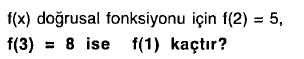 f(x) doğrusal fonksiyonu için f(2) = 5,
f(3) = 8 ise f(1) kaçtır?